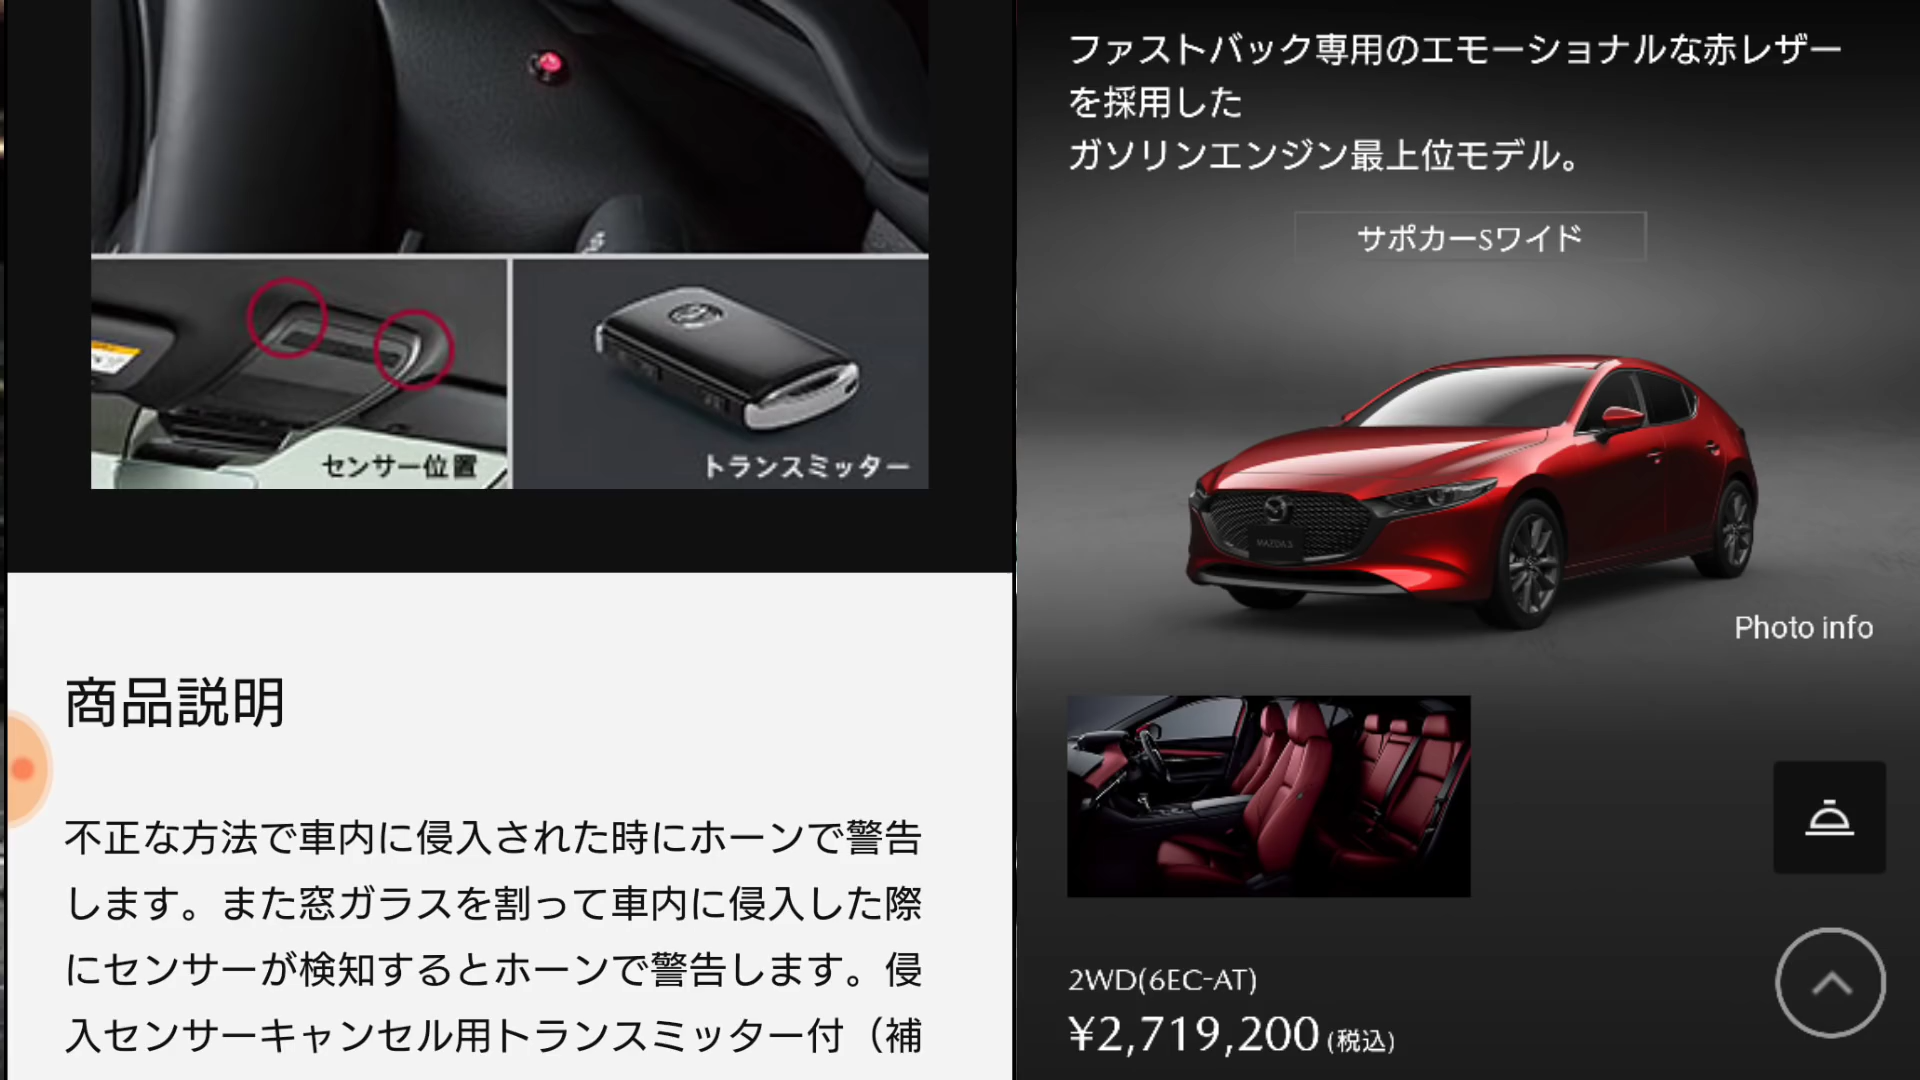 センサー位置
トランスミッター
商品説明
不正な方法で車内に侵入された時にホーンで警告
します。また窓ガラスを割って車内に侵入した際
にセンサーが検知するとホーンで警告します。侵
入センサーキャンセル用トランスミッター付（補
ファストバック専用のエモーショナルな赤レザー
を採用した
ガソリンエンジン最上位モデル。
サポカーSワイド
MAZDA3
Photo info
2WD(6EC-AT)
¥2,719,200(税込)